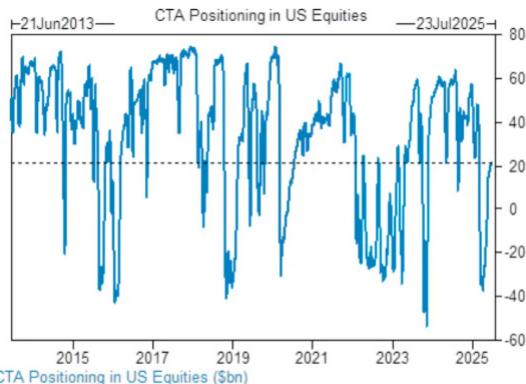 CTA Positioning in US Equities
21Jun2013
23Jul2025
80
60
40
20
0
-20
-40
-60
2015 2017 2019 2021 2023 2025
CTA Positioning in US Equities ($bn)